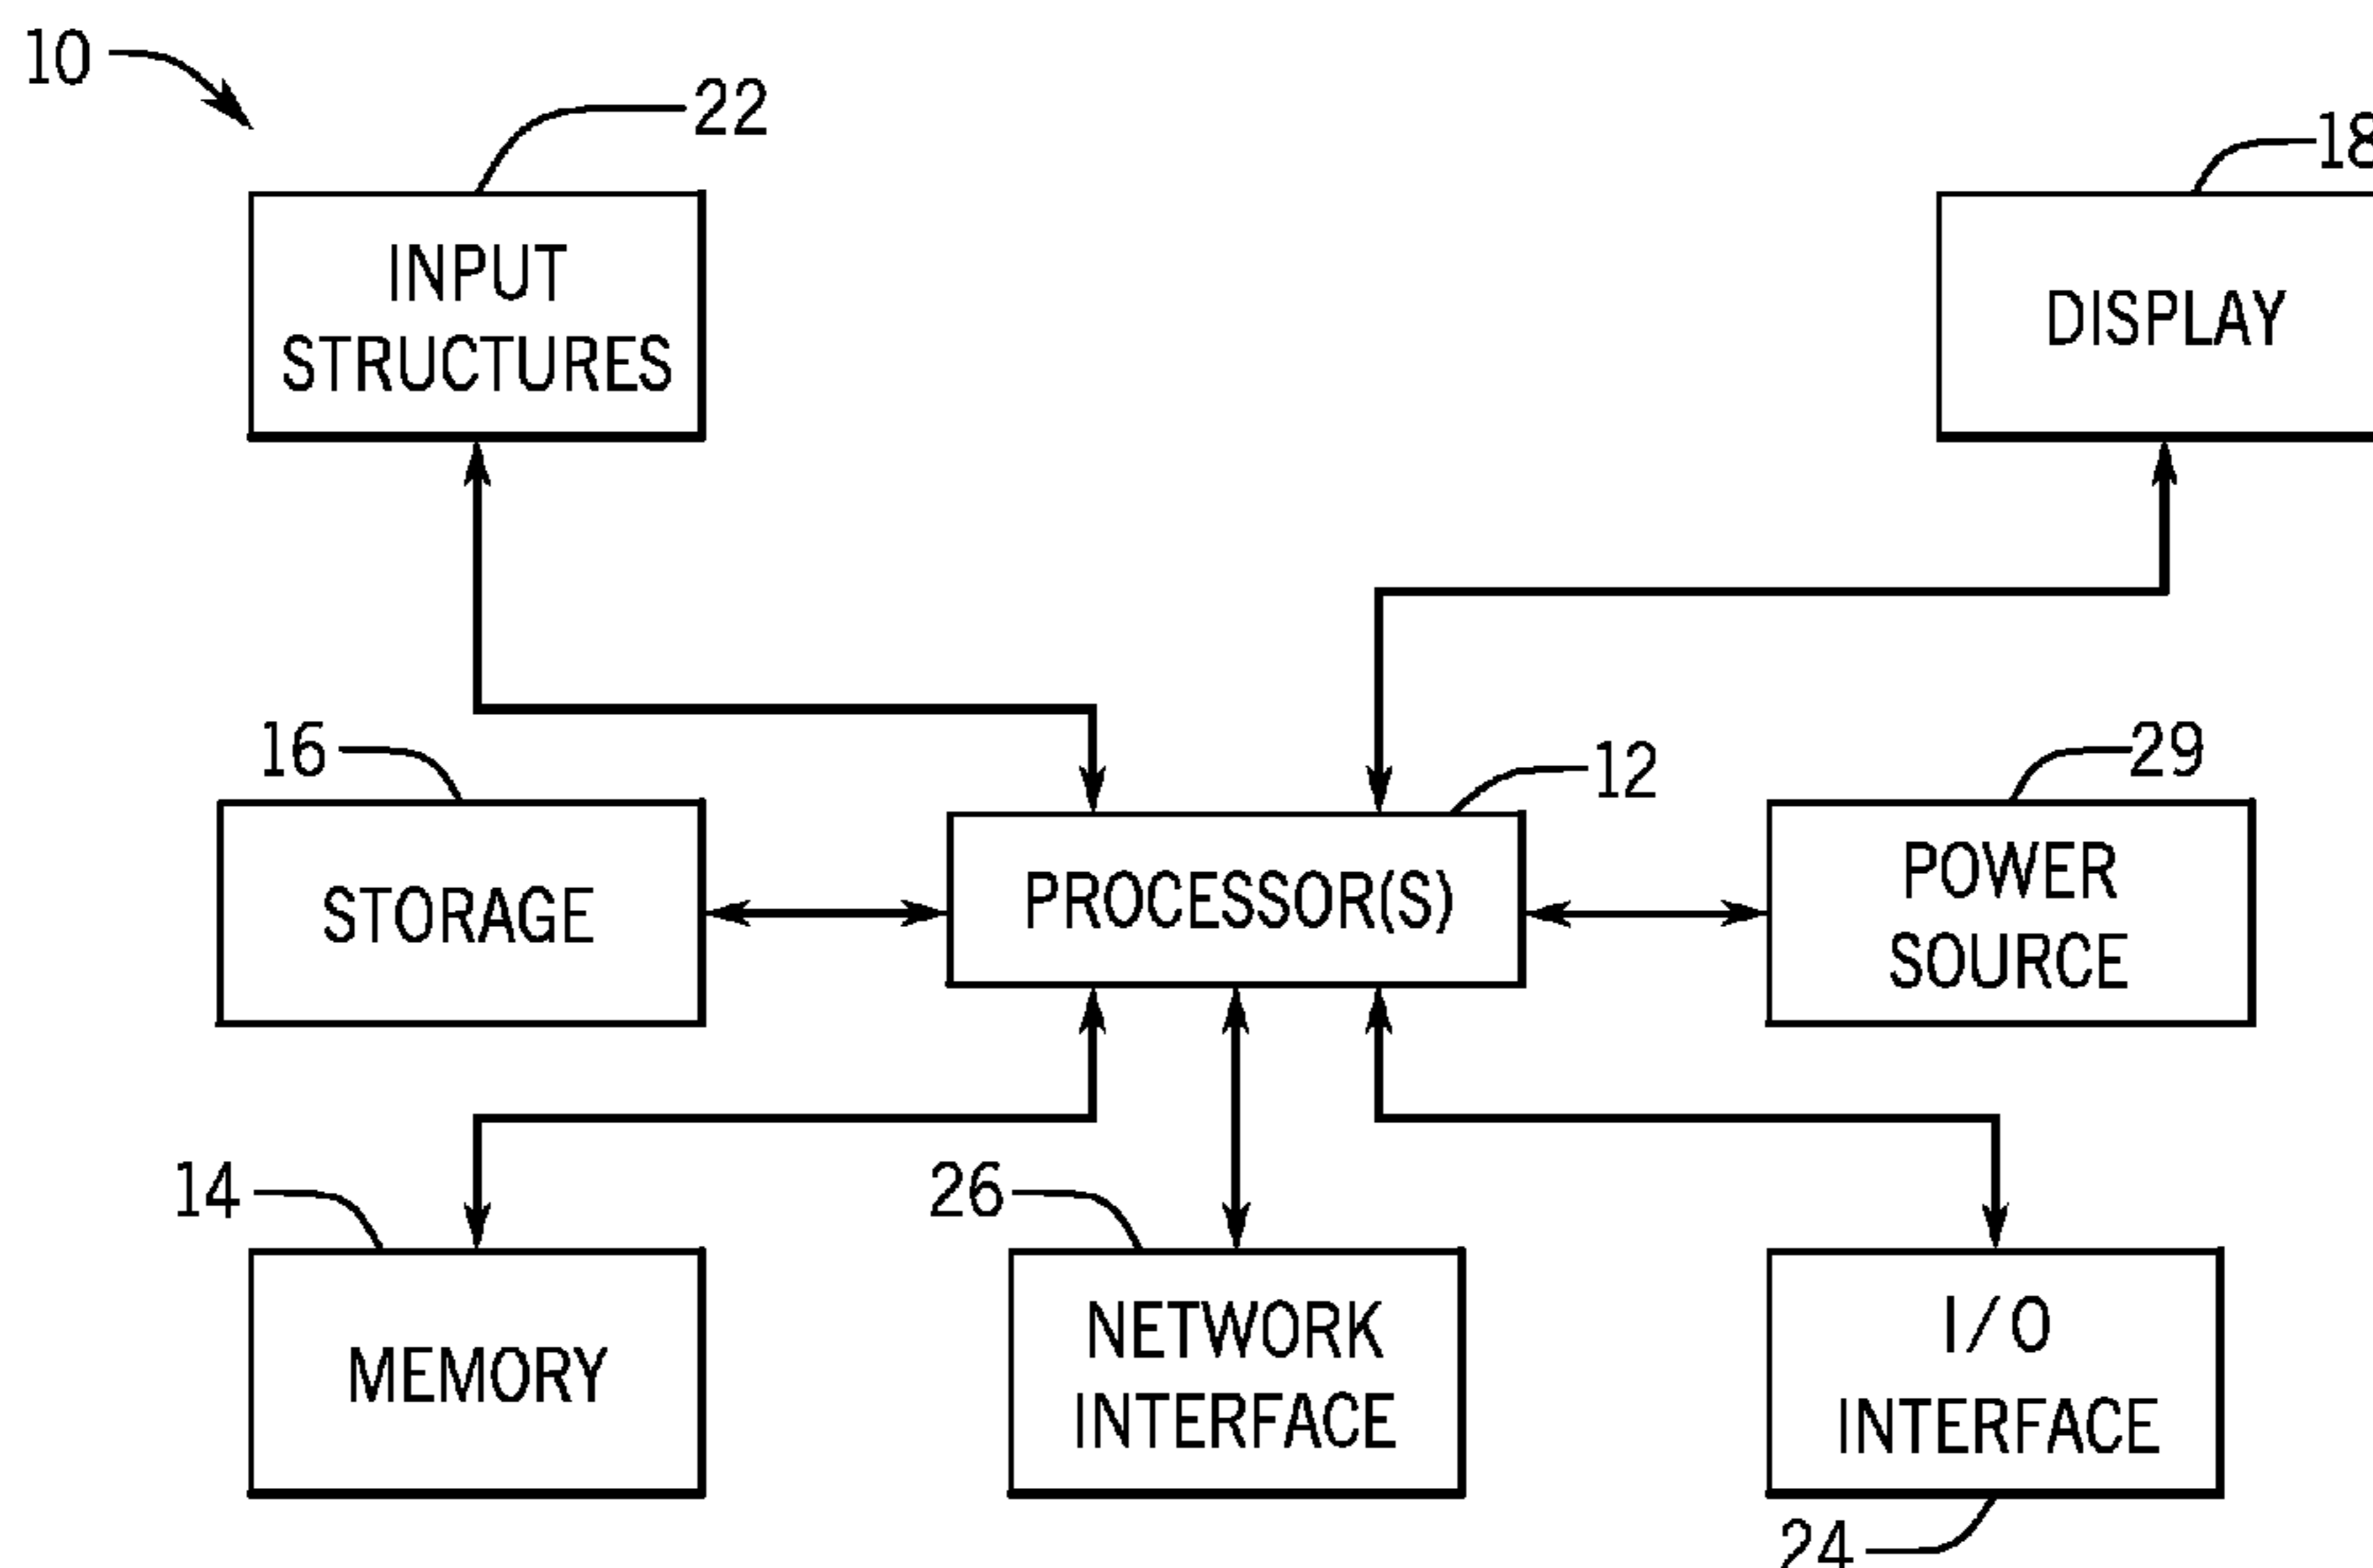 10
22
18
INPUT
STRUCTURES
DISPLAY
16
12
29
STORAGE
PROCESSOR(S)
POWER
SOURCE
14
26
MEMORY
NETWORK
INTERFACE
I/O
INTERFACE
24